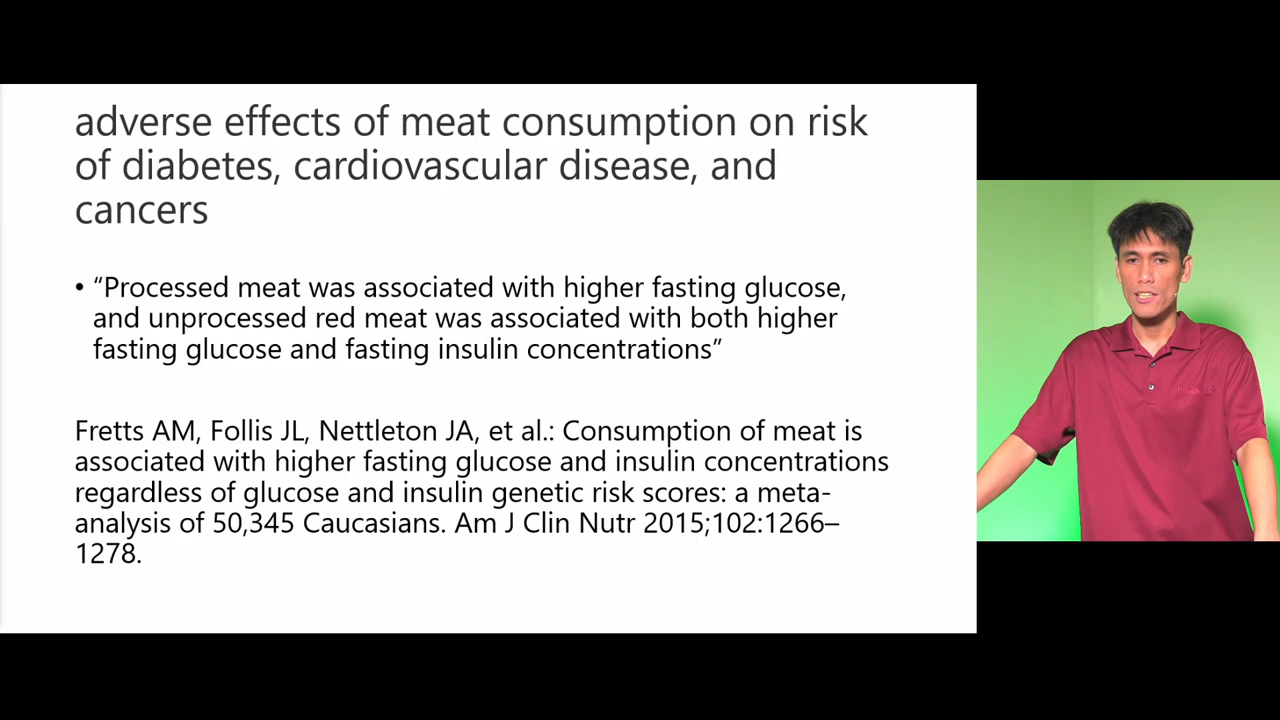 adverse effects of meat consumption on risk
of diabetes, cardiovascular disease, and
cancers
• “Processed meat was associated with higher fasting glucose,
and unprocessed red meat was associated with both higher
fasting glucose and fasting insulin concentrations”
Fretts AM, Follis JL, Nettleton JA, et al.: Consumption of meat is
associated with higher fasting glucose and insulin concentrations
regardless of glucose and insulin genetic risk scores: a meta-
analysis of 50,345 Caucasians. Am J Clin Nutr 2015;102:1266–
1278.